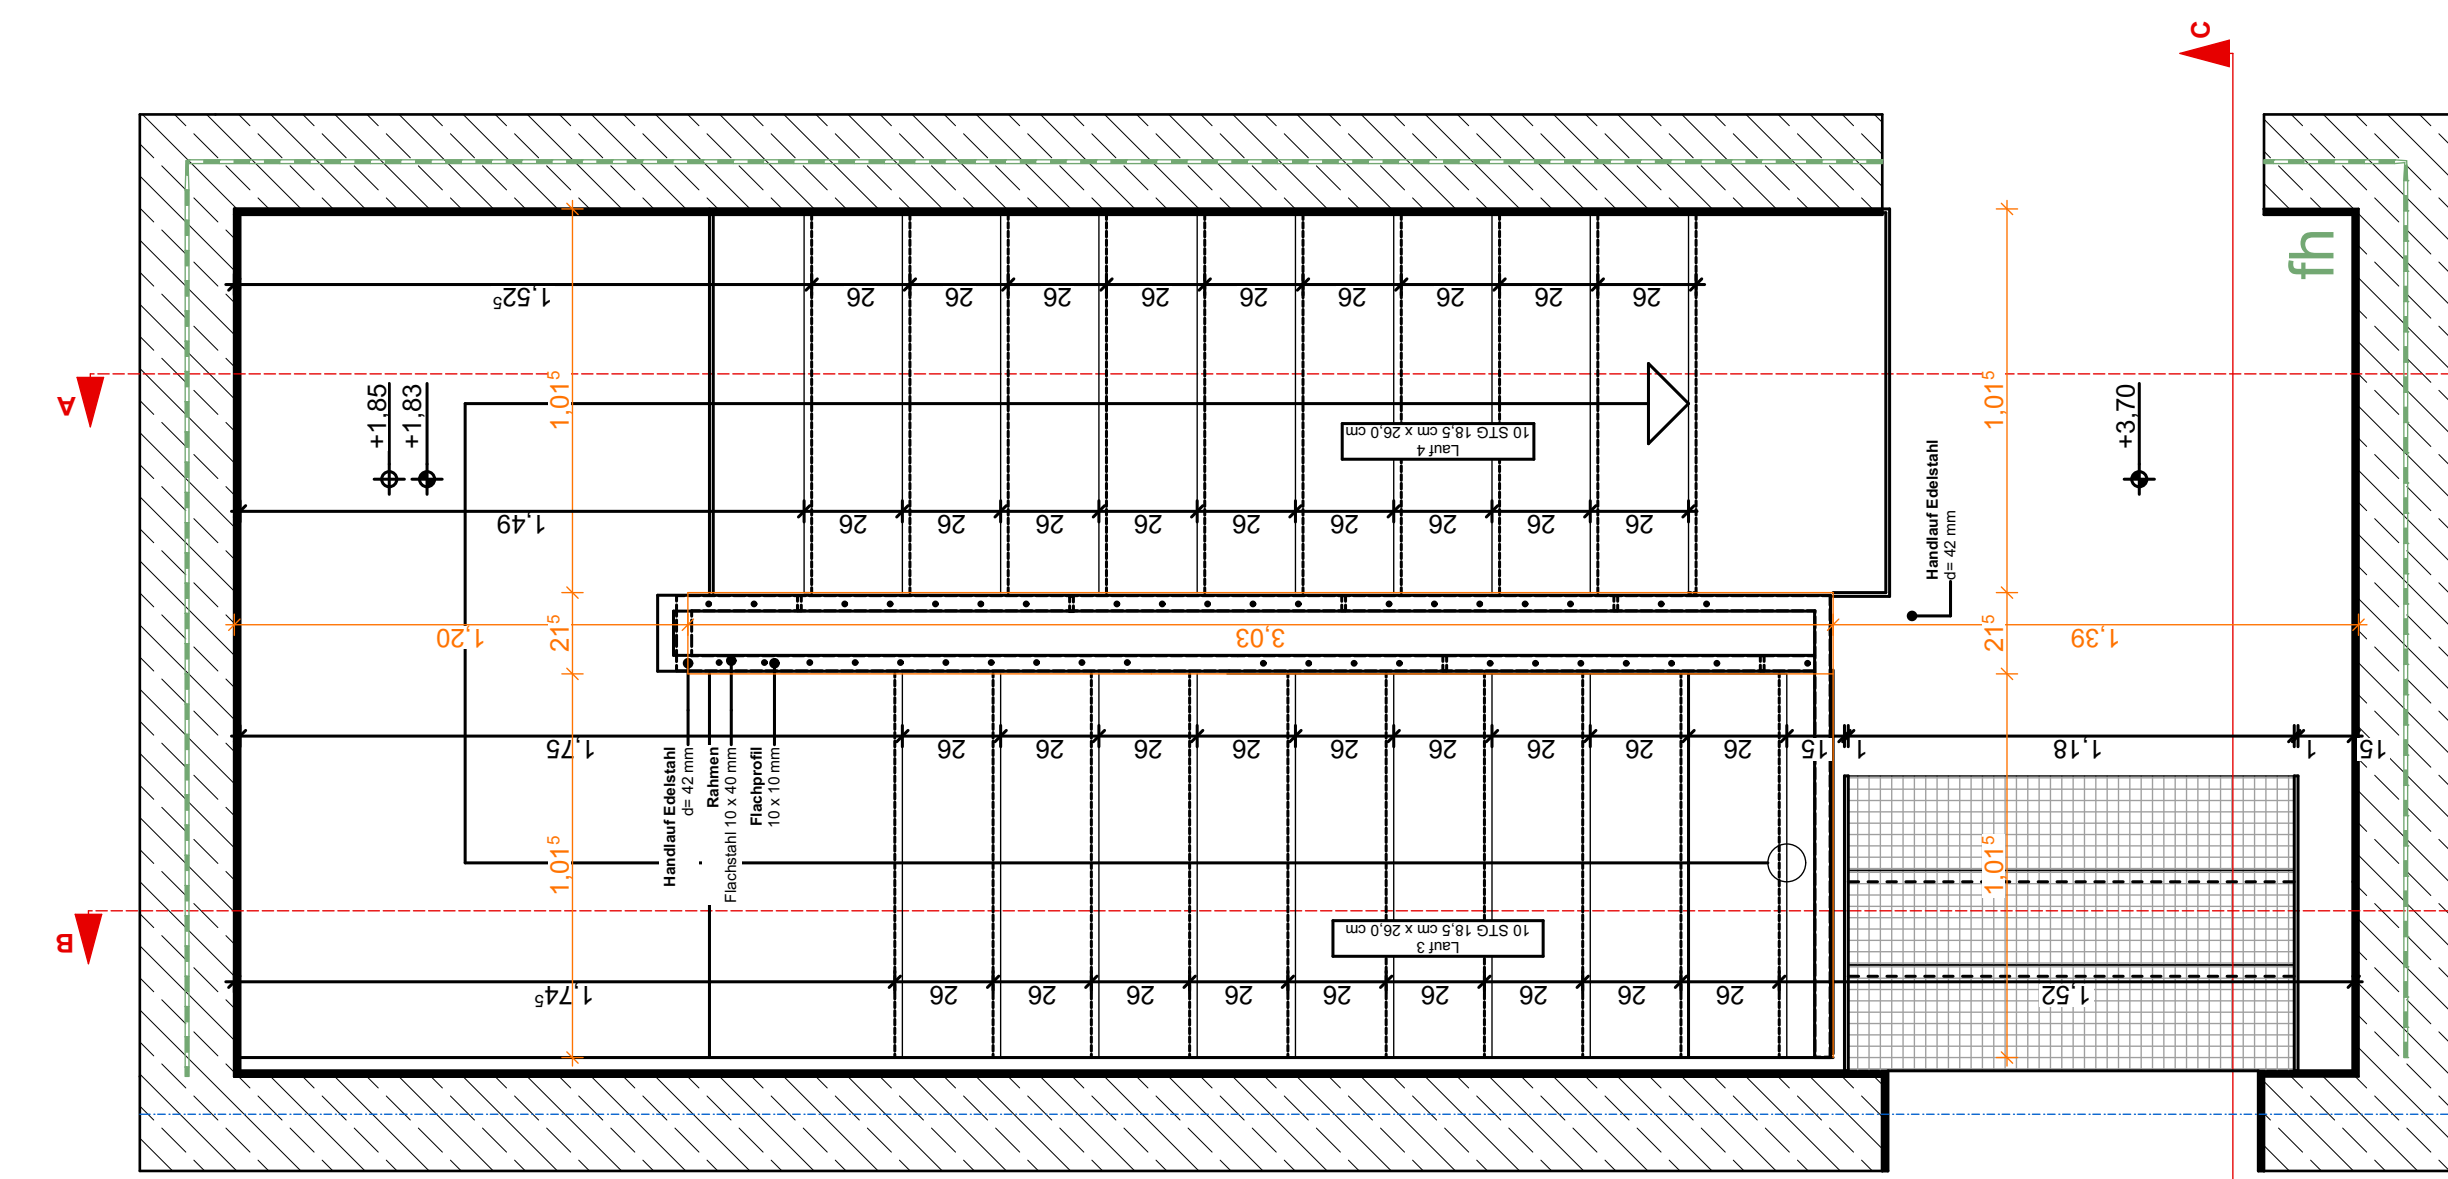 C
fh
1,52⁵
26 26 26 26 26 26 26 26 26
A
+1,85
+1,83
1,01⁵
1,01⁵
+3,70
10 STG 18,5 cm x 26,0 cm
Lauf 4
Handlauf Edelstahl
d= 42 mm
1,49
26 26 26 26 26 26 26 26 26
1,20
21⁵
3,03
21⁵
1,39
1,75
26 26 26 26 26 26 26 26 26
15
1
1,18
1
15
Handlauf Edelstahl
d= 42 mm
Rahmen
Flachstahl 10 x 40 mm
Flachprofil
10 x 10 mm
1,01⁵
1,01⁵
B
10 STG 18,5 cm x 26,0 cm
Lauf 3
1,74⁵
26 26 26 26 26 26 26 26 26
1,52